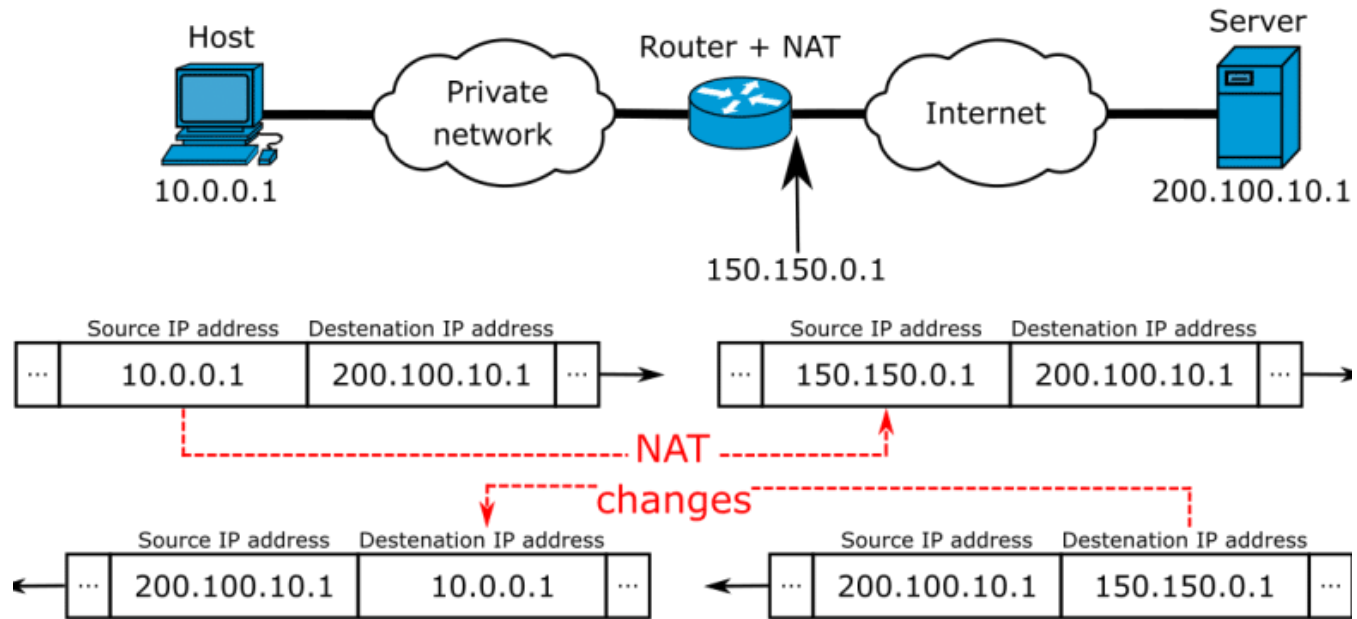 Host
Router + NAT
Server
Private
network
Internet
10.0.0.1
200.100.10.1
150.150.0.1
Source IP address Destenation IP address
... 10.0.0.1 200.100.10.1 ...
Source IP address Destenation IP address
... 150.150.0.1 200.100.10.1 ...
NAT
changes
Source IP address Destenation IP address
... 200.100.10.1 10.0.0.1 ...
Source IP address Destenation IP address
... 200.100.10.1 150.150.0.1 ...